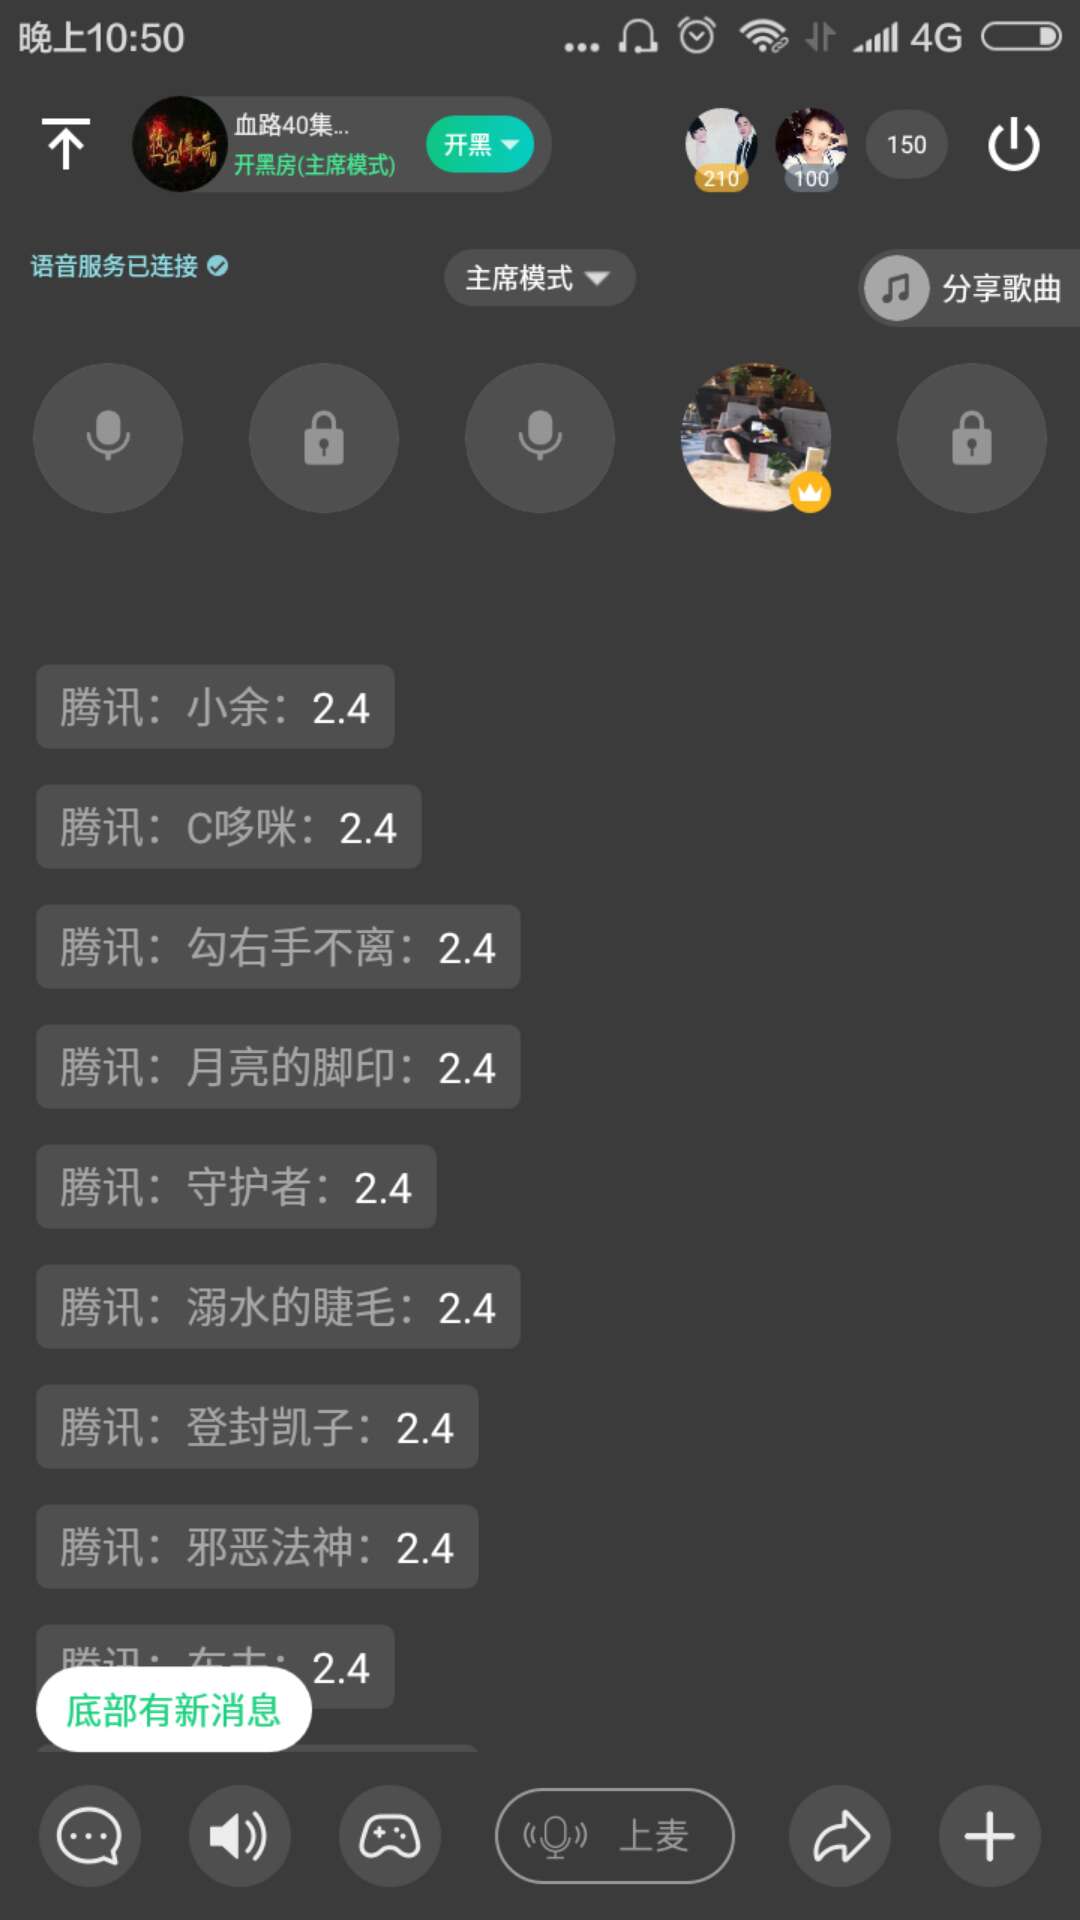 晚上10:50
4G
热血传奇
血路40集...
开黑房(主席模式)
开黑
210
100
150
语音服务已连接
主席模式
分享歌曲
腾讯：小余：2.4
腾讯：C哆咪：2.4
腾讯：勾右手不离：2.4
腾讯：月亮的脚印：2.4
腾讯：守护者：2.4
腾讯：溺水的睫毛：2.4
腾讯：登封凯子：2.4
腾讯：邪恶法神：2.4
腾讯：2.4
底部有新消息
上麦